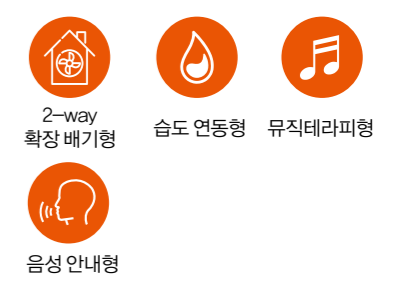 2-way
확장 배기형
습도 연동형
뮤직테라피형
음성 안내형